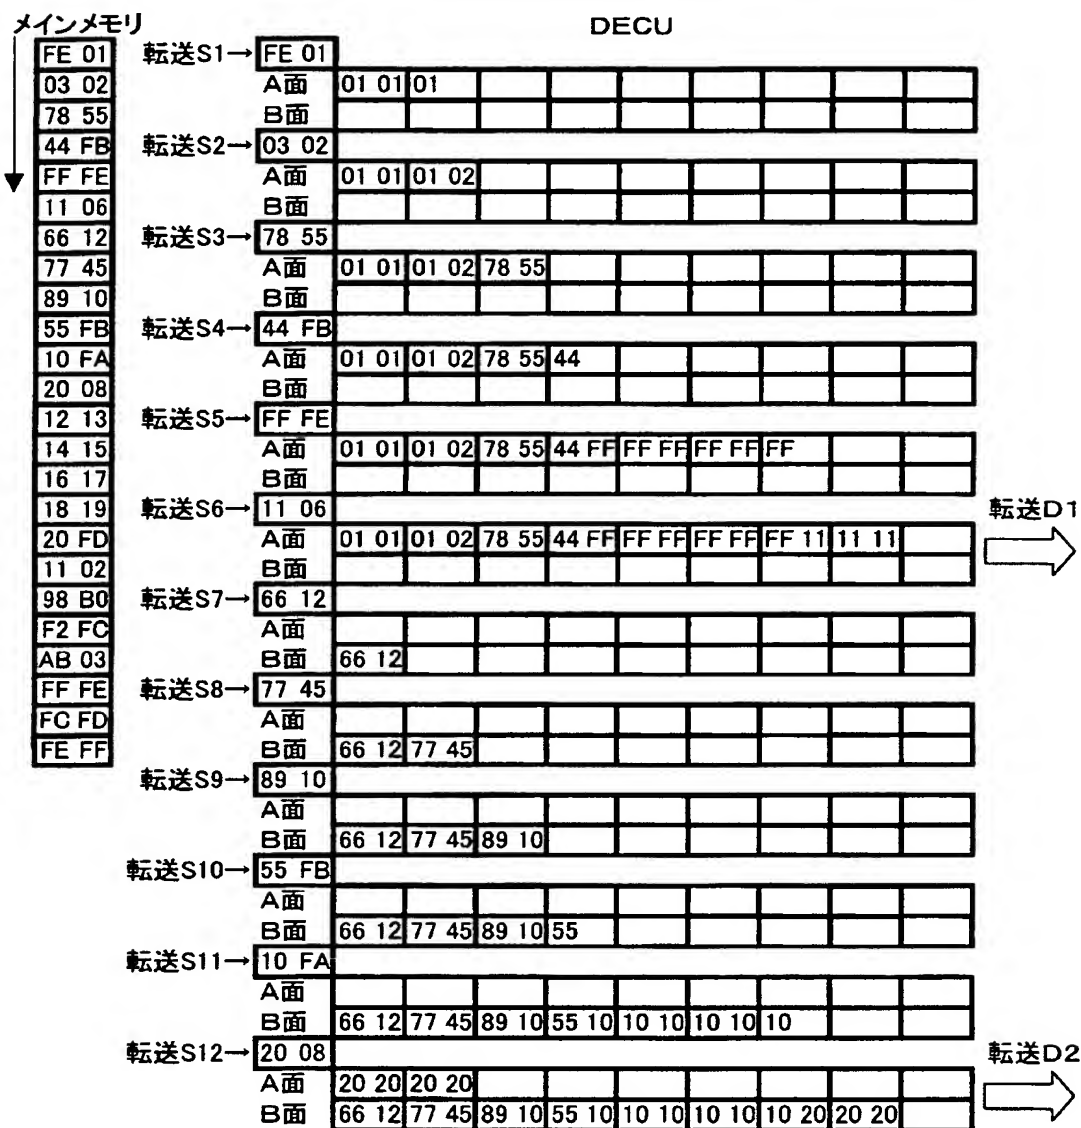 メインメモリ
DECU
FE 01
03 02
78 55
44 FB
FF FE
11 06
66 12
77 45
89 10
55 FB
10 FA
20 08
12 13
14 15
16 17
18 19
20 FD
11 02
98 B0
F2 FC
AB 03
FF FE
FC FD
FE FF
転送S1→ FE 01
A面 01 01 01
B面
転送S2→ 03 02
A面 01 01 01 02
B面
転送S3→ 78 55
A面 01 01 01 02 78 55
B面
転送S4→ 44 FB
A面 01 01 01 02 78 55 44
B面
転送S5→ FF FE
A面 01 01 01 02 78 55 44 FF FF FF FF FF FF
B面
転送S6→ 11 06
転送D1
A面 01 01 01 02 78 55 44 FF FF FF FF FF FF 11 11 11
B面
転送S7→ 66 12
A面
B面 66 12
転送S8→ 77 45
A面
B面 66 12 77 45
転送S9→ 89 10
A面
B面 66 12 77 45 89 10
転送S10→ 55 FB
A面
B面 66 12 77 45 89 10 55
転送S11→ 10 FA
A面
B面 66 12 77 45 89 10 55 10 10 10 10 10 10
転送S12→ 20 08
転送D2
A面 20 20 20 20
B面 66 12 77 45 89 10 55 10 10 10 10 10 10 20 20 20